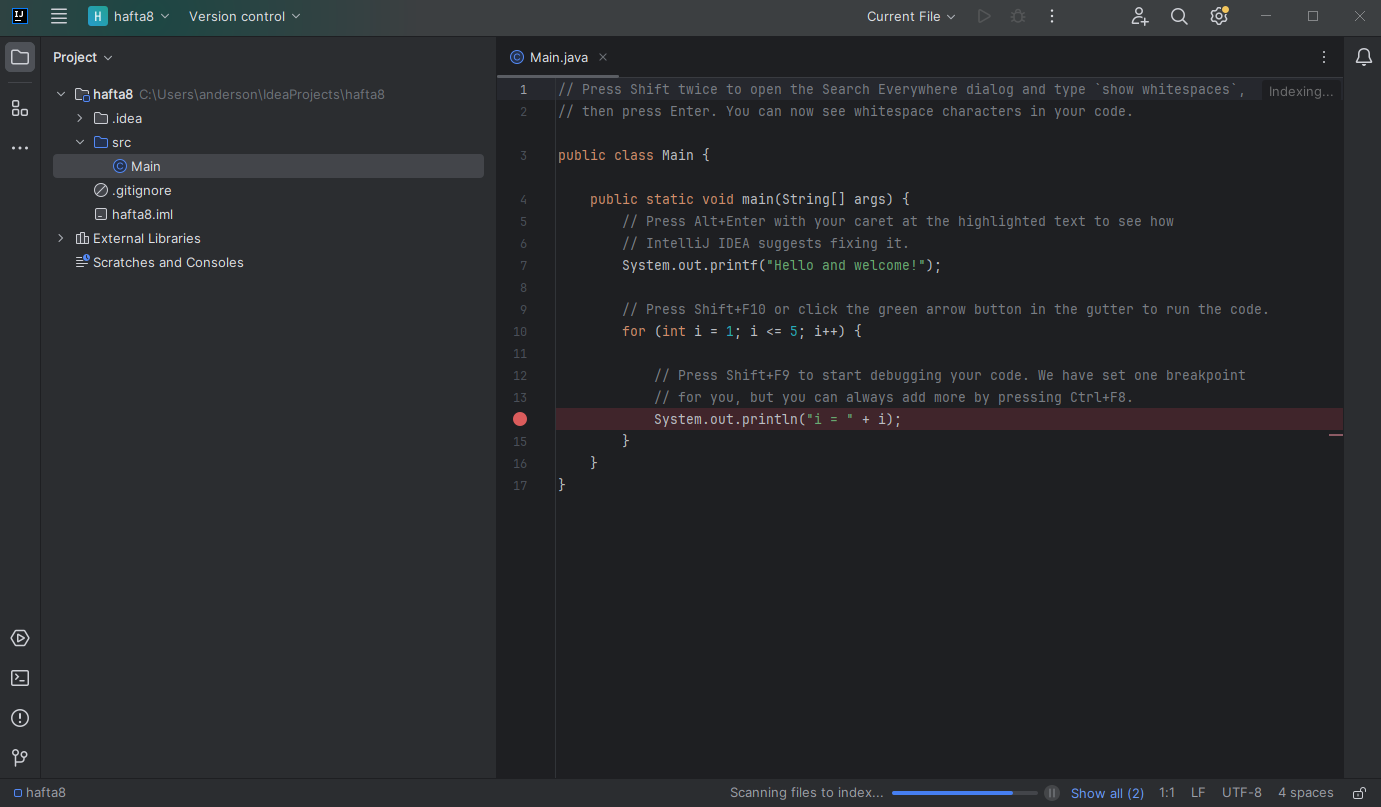 IJ
H hafta8 Version control Current File
Project
Main.java
hafta8 C:\Users\anderson\IdeaProjects\hafta8
.idea
src
Main
.gitignore
hafta8.iml
External Libraries
Scratches and Consoles
1 // Press Shift twice to open the Search Everywhere dialog and type `show whitespaces`,
Indexing...
2 // then press Enter. You can now see whitespace characters in your code.
3 public class Main {
4 public static void main(String[] args) {
5 // Press Alt+Enter with your caret at the highlighted text to see how
6 // IntelliJ IDEA suggests fixing it.
7 System.out.printf("Hello and welcome!");
8
9 // Press Shift+F10 or click the green arrow button in the gutter to run the code.
10 for (int i = 1; i <= 5; i++) {
11
12 // Press Shift+F9 to start debugging your code. We have set one breakpoint
13 // for you, but you can always add more by pressing Ctrl+F8.
System.out.println("i = " + i);
15 }
16 }
17 }
hafta8 Scanning files to index... Show all (2) 1:1 LF UTF-8 4 spaces